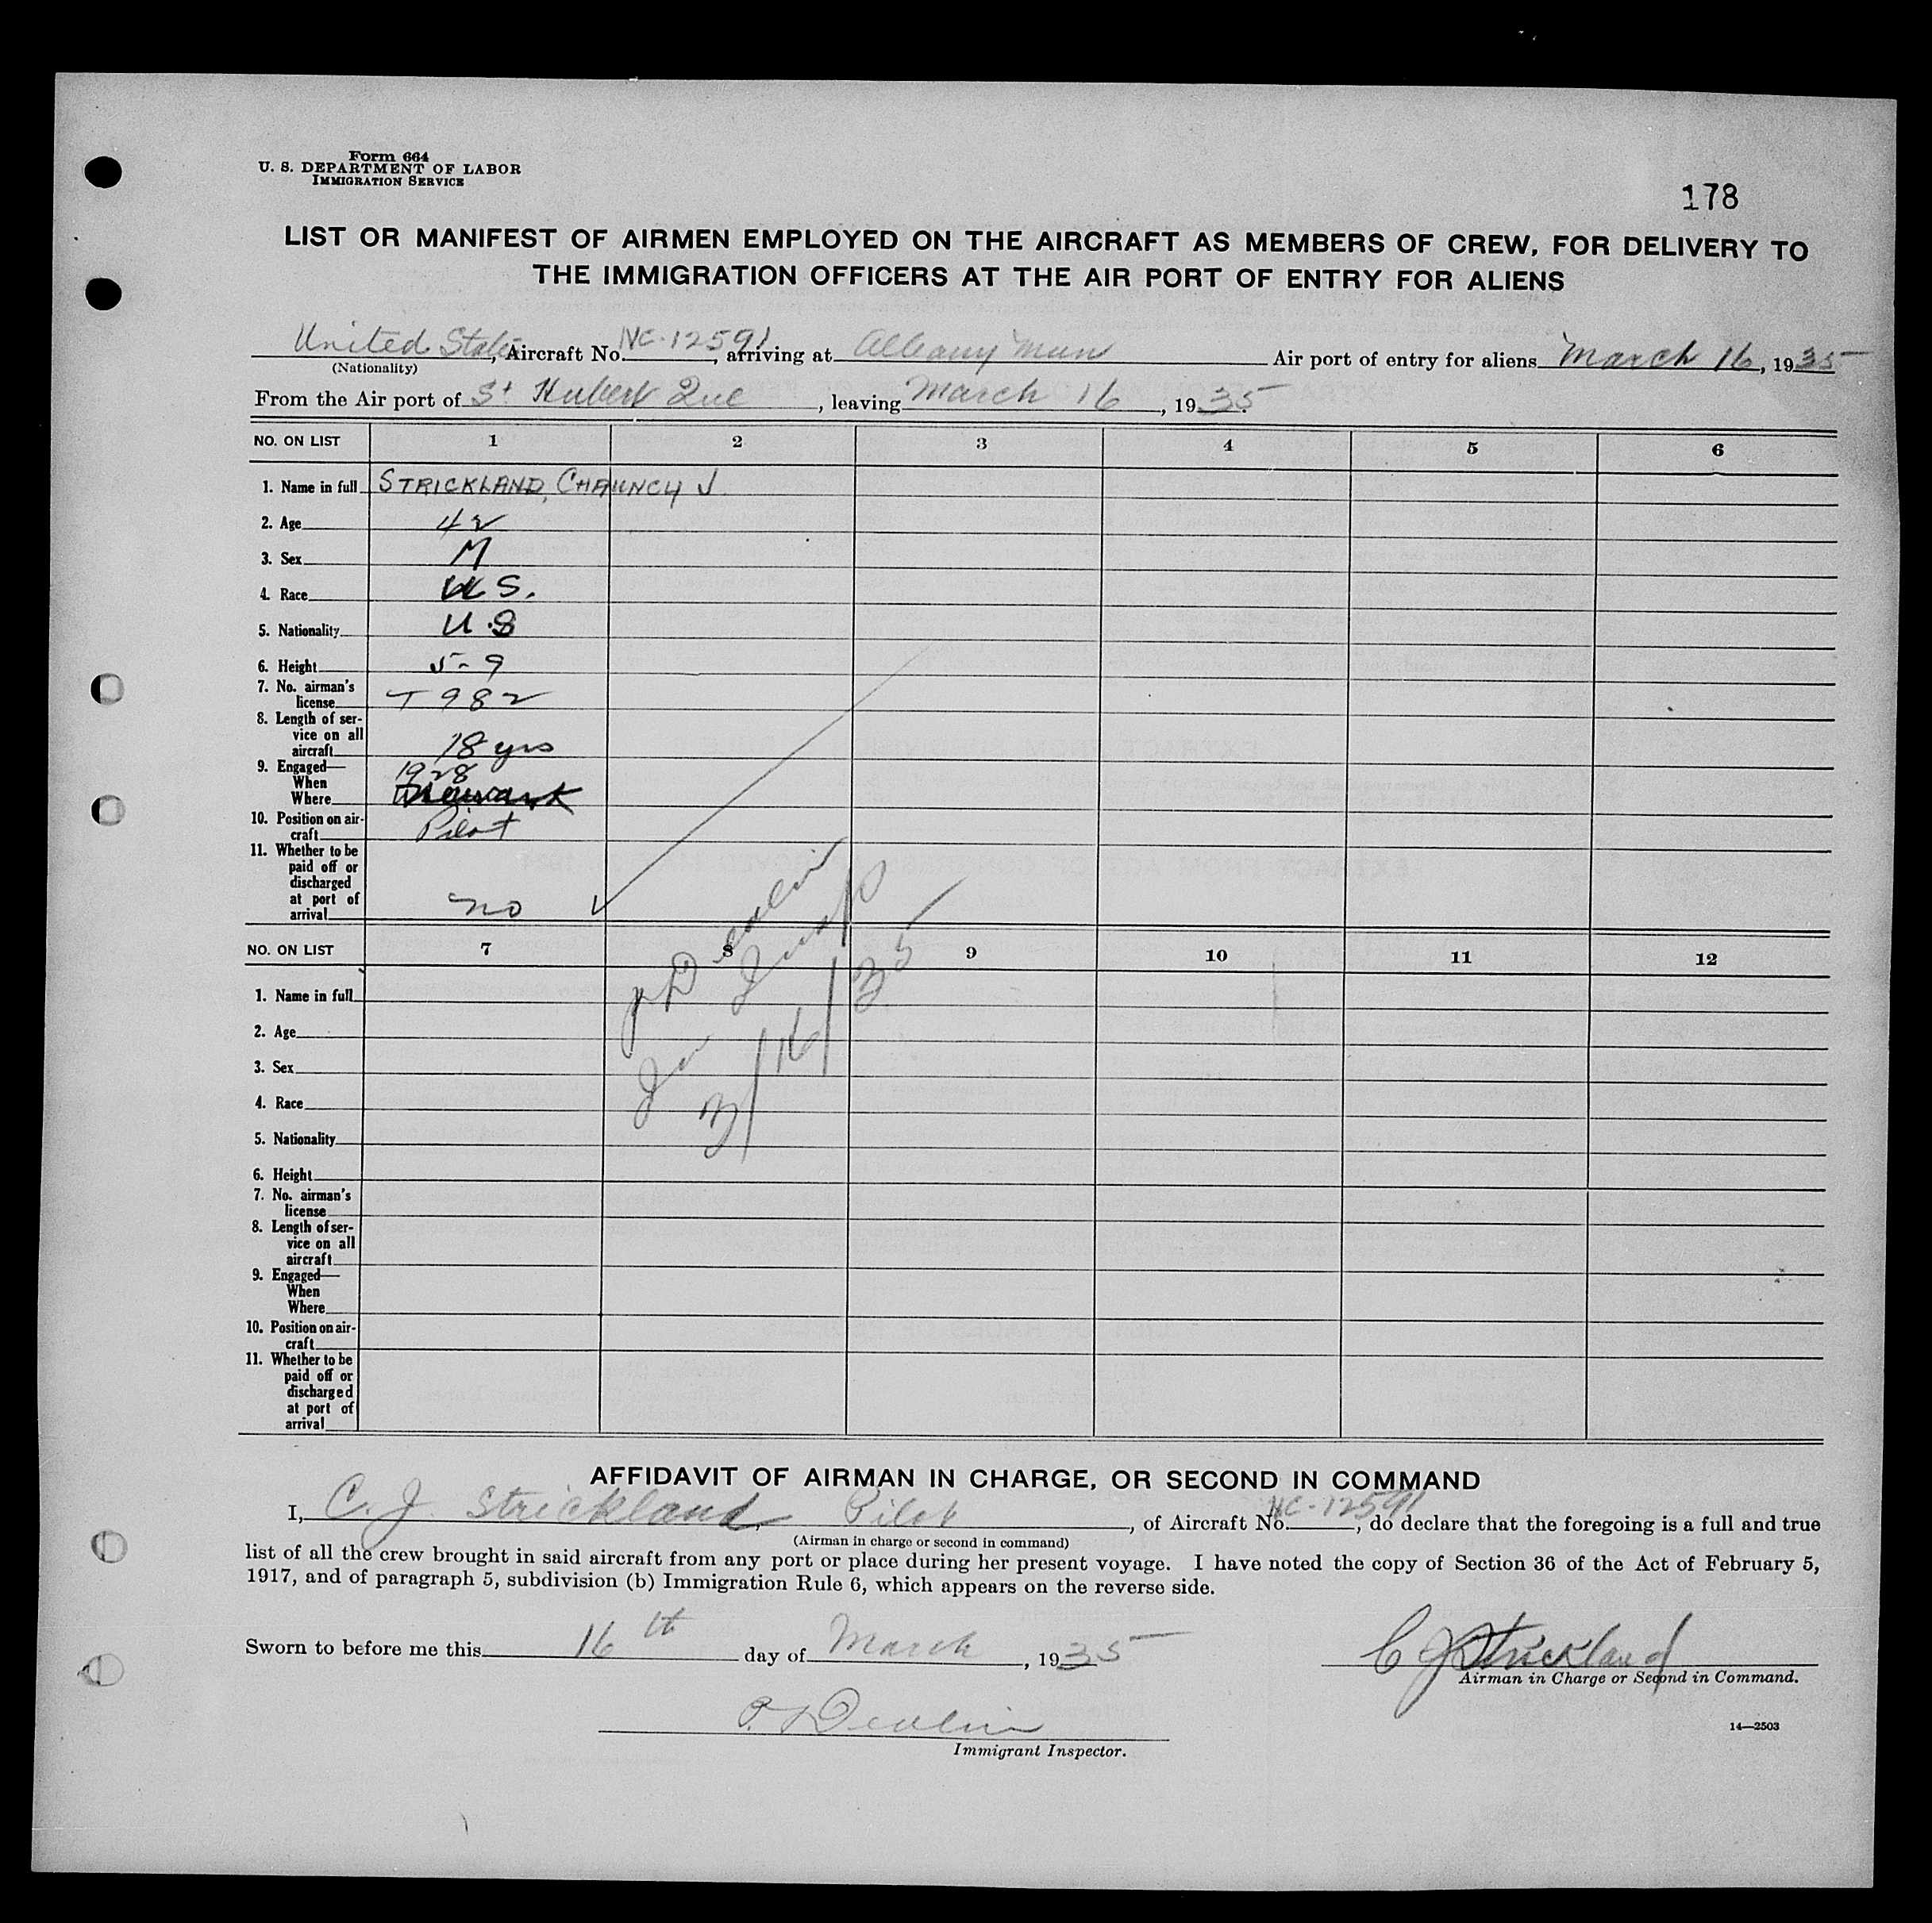 Form 664
U. S. DEPARTMENT OF LABOR
IMMIGRATION SERVICE
178
LIST OR MANIFEST OF AIRMEN EMPLOYED ON THE AIRCRAFT AS MEMBERS OF CREW, FOR DELIVERY TO
THE IMMIGRATION OFFICERS AT THE AIR PORT OF ENTRY FOR ALIENS
United States, Aircraft No. NC-12591, arriving at Albany Mun Air port of entry for aliens March 16, 1935
(Nationality)
From the Air port of St Hubert Que, leaving March 16, 1935.
NO. ON LIST 1 2 3 4 5 6
1. Name in full STRICKLAND, CHAUNCY J
2. Age 42
3. Sex M
4. Race U S.
5. Nationality U.S
6. Height 5-9
7. No. airman's
license T 982
8. Length of ser-
vice on all
aircraft 18 yrs
9. Engaged—
When 1928
Where Newark
10. Position on air-
craft Pilot
11. Whether to be
paid off or
discharged
at port of
arrival no
NO. ON LIST 7 8 9 10 11 12
1. Name in full
2. Age
3. Sex
4. Race
5. Nationality
6. Height
7. No. airman's
license
8. Length of ser-
vice on all
aircraft
9. Engaged—
When
Where
10. Position on air-
craft
11. Whether to be
paid off or
discharged
at port of
arrival
Devlin
Im Insp
3/16/35
AFFIDAVIT OF AIRMAN IN CHARGE, OR SECOND IN COMMAND
I, C. J. Strickland, Pilot, of Aircraft No. NC-12591, do declare that the foregoing is a full and true
(Airman in charge or second in command)
list of all the crew brought in said aircraft from any port or place during her present voyage. I have noted the copy of Section 36 of the Act of February 5,
1917, and of paragraph 5, subdivision (b) Immigration Rule 6, which appears on the reverse side.
Sworn to before me this 16th day of March, 1935
C J Strickland
Airman in Charge or Second in Command.
Devlin
Immigrant Inspector.
14—2503